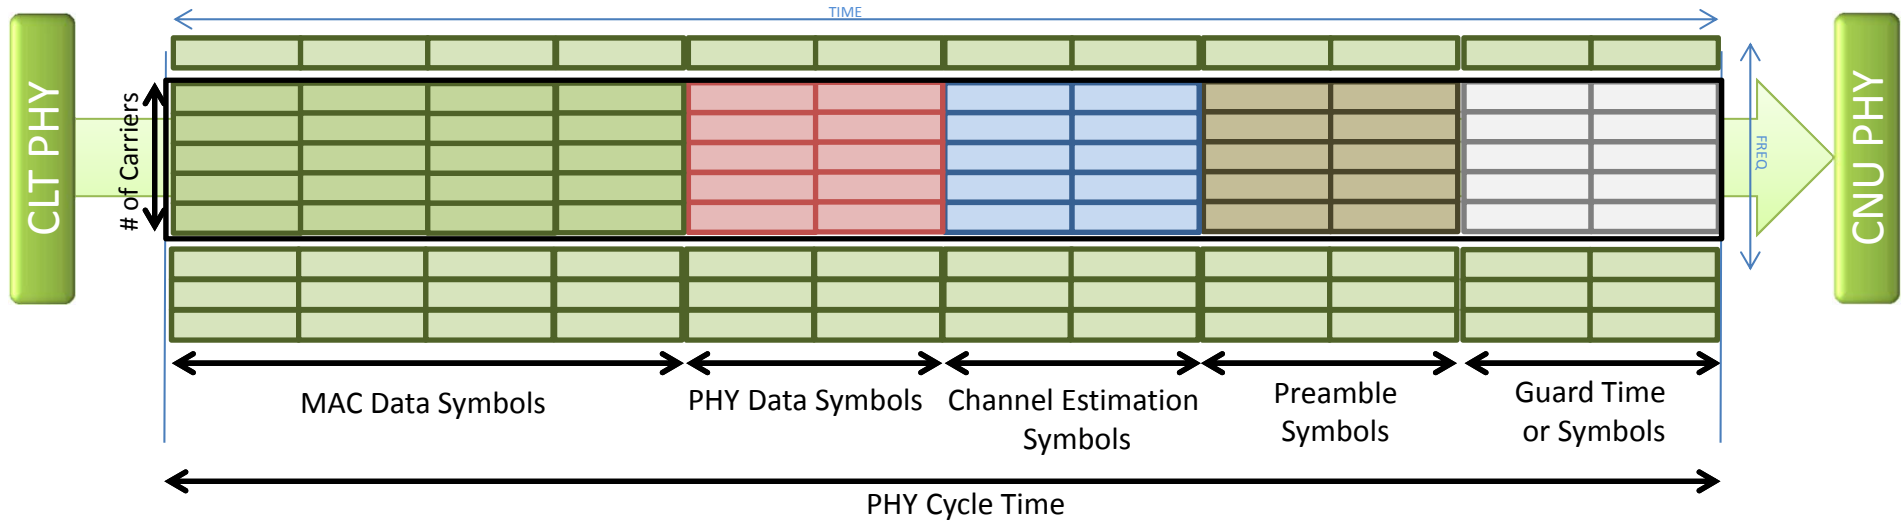 TIME
CLT PHY
# of Carriers
FREQ
CNU PHY
MAC Data Symbols
PHY Data Symbols
Channel Estimation
Symbols
Preamble
Symbols
Guard Time
or Symbols
PHY Cycle Time